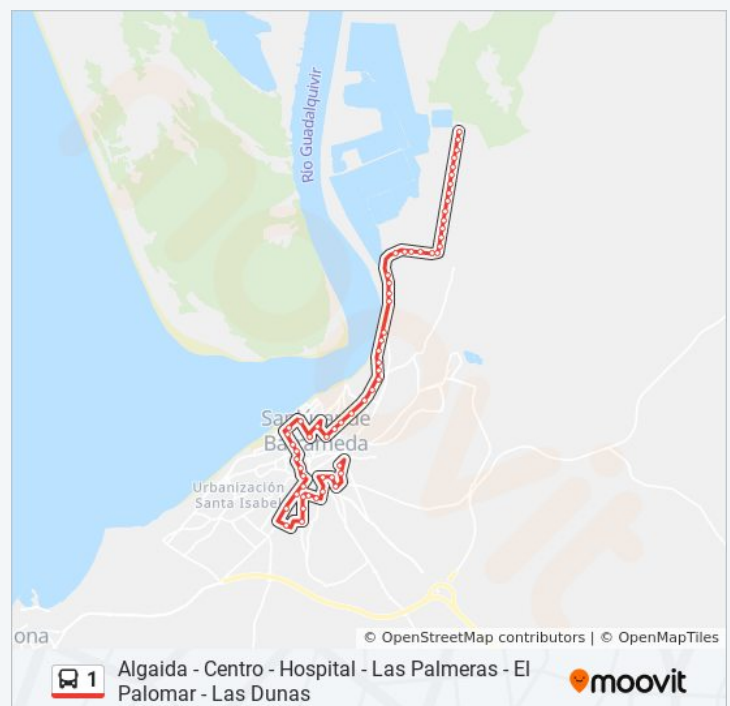 Río Guadalquivir
Sanlúcar de
Barrameda
Urbanización
Santa Isabel
ona
© OpenStreetMap contributors | © OpenMapTiles
1
Algaida - Centro - Hospital - Las Palmeras - El
Palomar - Las Dunas
moovit